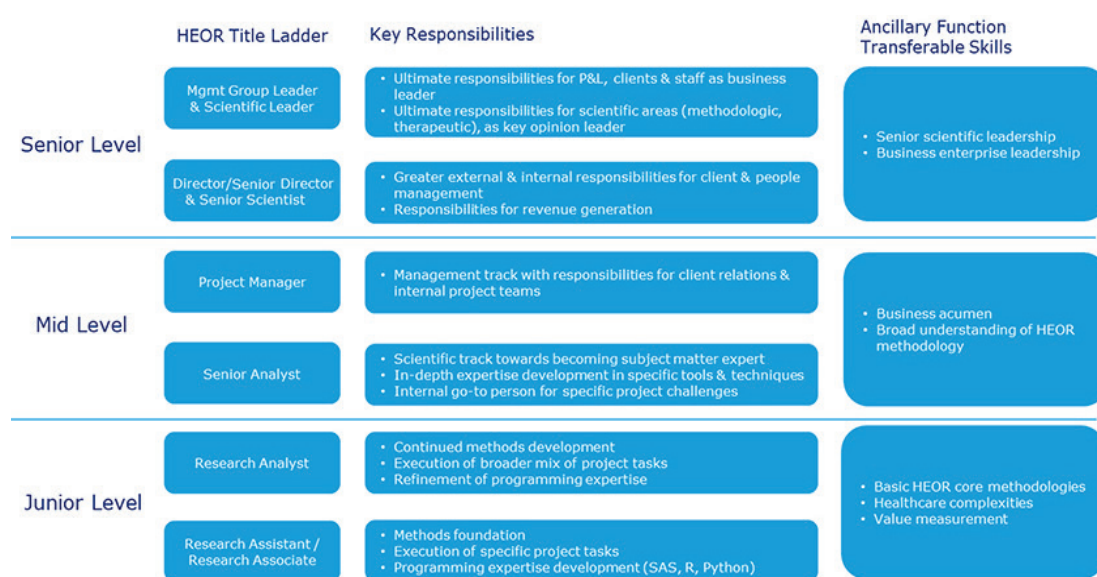 HEOR Title Ladder
Key Responsibilities
Ancillary Function
Transferable Skills
Senior Level
Mgmt Group Leader
& Scientific Leader
• Ultimate responsibilities for P&L, clients & staff as business
leader
• Ultimate responsibilities for scientific areas (methodologic,
therapeutic), as key opinion leader
Director/Senior Director
& Senior Scientist
• Greater external & internal responsibilities for client & people
management
• Responsibilities for revenue generation
• Senior scientific leadership
• Business enterprise leadership
Mid Level
Project Manager
• Management track with responsibilities for client relations &
internal project teams
Senior Analyst
• Scientific track towards becoming subject matter expert
• In-depth expertise development in specific tools & techniques
• Internal go-to person for specific project challenges
• Business acumen
• Broad understanding of HEOR
methodology
Junior Level
Research Analyst
• Continued methods development
• Execution of broader mix of project tasks
• Refinement of programming expertise
Research Assistant /
Research Associate
• Methods foundation
• Execution of specific project tasks
• Programming expertise development (SAS, R, Python)
• Basic HEOR core methodologies
• Healthcare complexities
• Value measurement